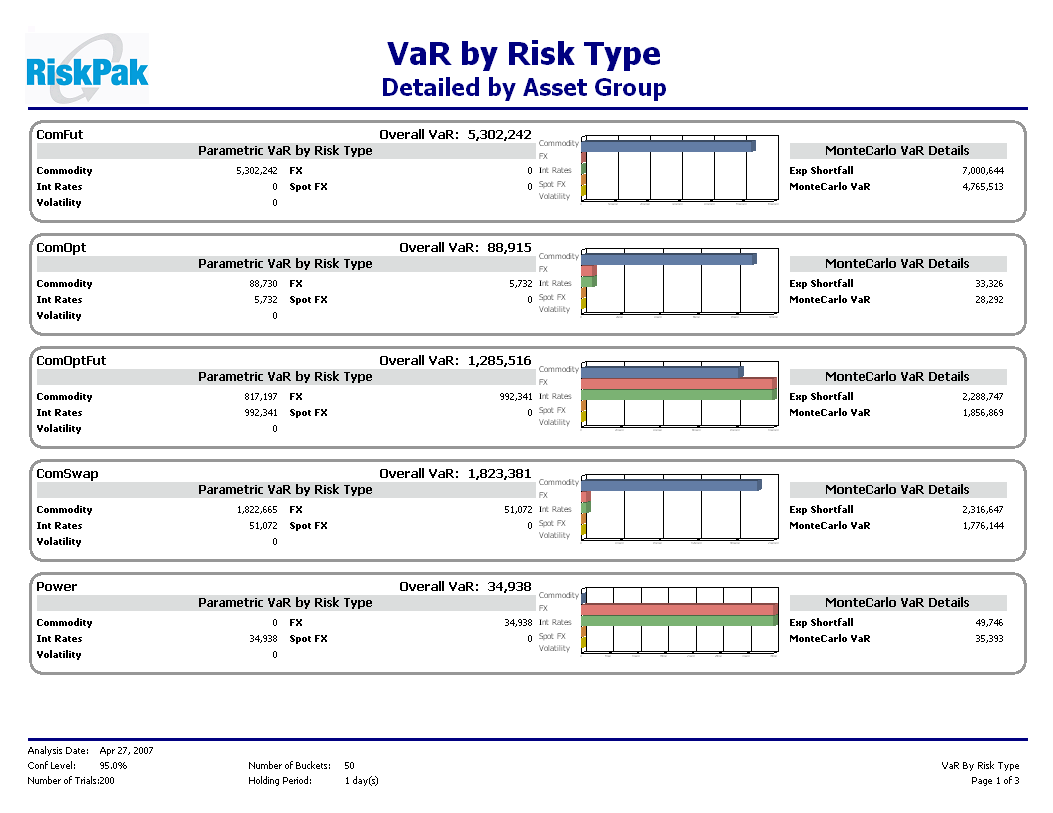 RiskPak
VaR by Risk Type
Detailed by Asset Group
ComFut Overall VaR: 5,302,242
Parametric VaR by Risk Type
Commodity 5,302,242 FX 0
Int Rates 0 Spot FX 0
Volatility 0
Commodity
FX
Int Rates
Spot FX
Volatility
MonteCarlo VaR Details
Exp Shortfall 7,000,644
MonteCarlo VaR 4,765,513
ComOpt Overall VaR: 88,915
Parametric VaR by Risk Type
Commodity 88,730 FX 5,732
Int Rates 5,732 Spot FX 0
Volatility 0
Commodity
FX
Int Rates
Spot FX
Volatility
MonteCarlo VaR Details
Exp Shortfall 33,326
MonteCarlo VaR 28,292
ComOptFut Overall VaR: 1,285,516
Parametric VaR by Risk Type
Commodity 817,197 FX 992,341
Int Rates 992,341 Spot FX 0
Volatility 0
Commodity
FX
Int Rates
Spot FX
Volatility
MonteCarlo VaR Details
Exp Shortfall 2,288,747
MonteCarlo VaR 1,856,869
ComSwap Overall VaR: 1,823,381
Parametric VaR by Risk Type
Commodity 1,822,665 FX 51,072
Int Rates 51,072 Spot FX 0
Volatility 0
Commodity
FX
Int Rates
Spot FX
Volatility
MonteCarlo VaR Details
Exp Shortfall 2,316,647
MonteCarlo VaR 1,776,144
Power Overall VaR: 34,938
Parametric VaR by Risk Type
Commodity 0 FX 34,938
Int Rates 34,938 Spot FX 0
Volatility 0
Commodity
FX
Int Rates
Spot FX
Volatility
MonteCarlo VaR Details
Exp Shortfall 49,746
MonteCarlo VaR 35,393
Analysis Date: Apr 27, 2007
Conf Level: 95.0% Number of Buckets: 50 VaR By Risk Type
Number of Trials:200 Holding Period: 1 day(s) Page 1 of 3